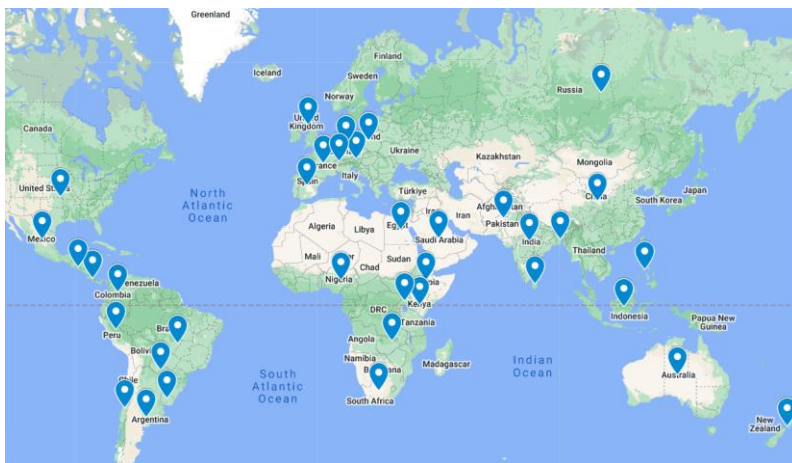 Greenland
Iceland
Finland
Sweden
Norway
Russia
United
Kingdom
Canada
Ukraine
Kazakhstan
Mongolia
France
Spain
Italy
Türkiye
United States
North
Atlantic
Ocean
China
Japan
South Korea
Afghanistan
Iran
Pakistan
Algeria
Libya
Egypt
Saudi Arabia
India
Thailand
Mexico
Mali
Chad
Sudan
Nigeria
Venezuela
Colombia
DRC
Kenya
Tanzania
Indonesia
Papua New
Guinea
Peru
Angola
Namibia
Madagascar
Indian
Ocean
South
Atlantic
Ocean
Chile
South Africa
Argentina
Australia
New
Zealand